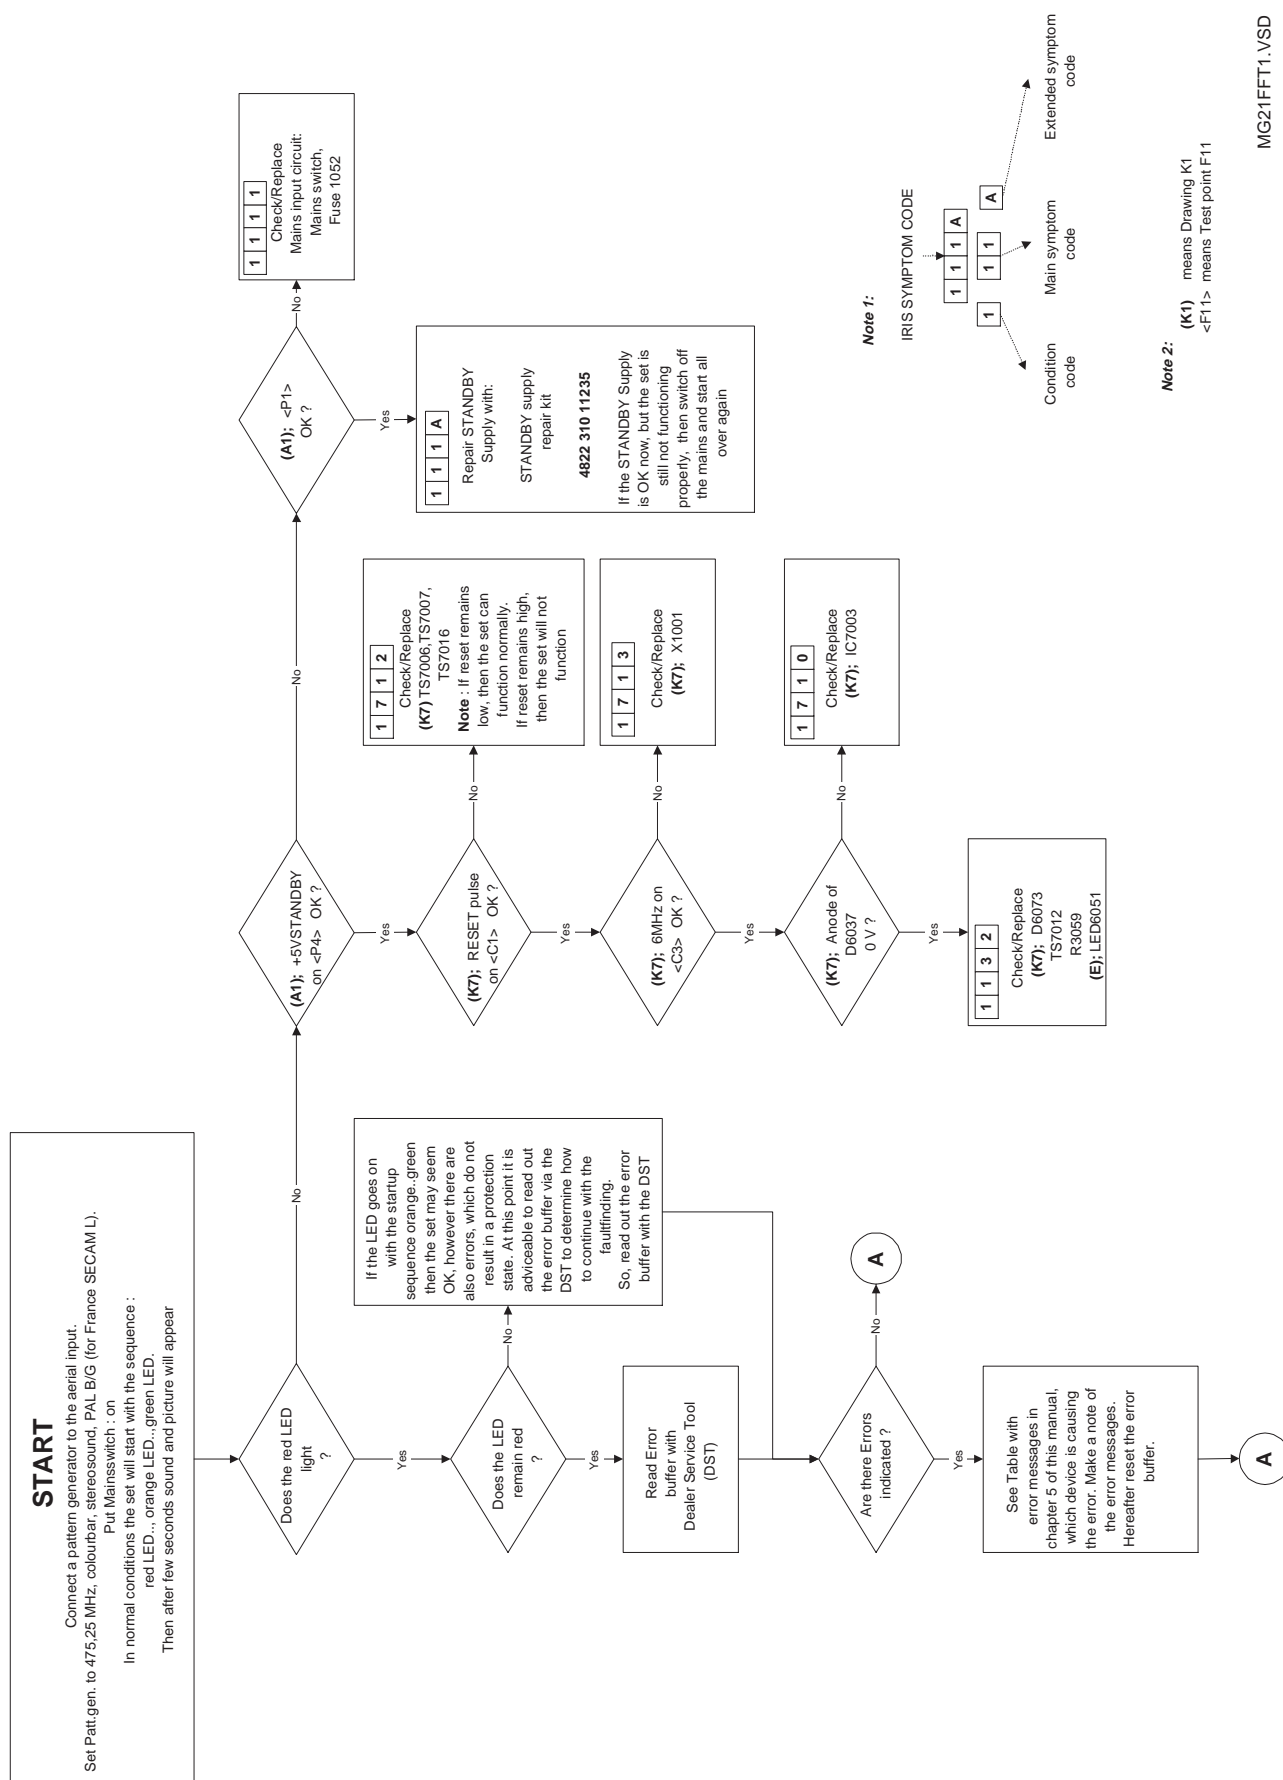 START
Connect a pattern generator to the aerial input.
Set Patt.gen. to 475,25 MHz, colourbar, stereosound, PAL B/G (for France SECAM L).
Put Mainsswitch : on
In normal conditions the set will start with the sequence :
red LED.., orange LED..,green LED.
Then after few seconds sound and picture will appear
Does the red LED
light
?
No
Yes
(A1); +5VSTANDBY
on <P4> OK ?
No
Yes
(A1); <P1>
OK ?
No
Yes
1 1 1 1
Check/Replace
Mains input circuit:
Mains switch,
Fuse 1052
1 1 1 A
Repair STANDBY
Supply with:
STANDBY supply
repair kit
4822 310 11235
If the STANDBY Supply
is OK now, but the set is
still not functioning
properly, then switch off
the mains and start all
over again
Does the LED
remain red
?
No
Yes
If the LED goes on
with the startup
sequence orange..green
then the set may seem
OK, however there are
also errors, which do not
result in a protection
state. At this point it is
adviceable to read out
the error buffer via the
DST to determine how
to continue with the
faultfinding.
So, read out the error
buffer with the DST
(K7); RESET pulse
on <C1> OK ?
No
Yes
1 7 1 2
Check/Replace
(K7) TS7006,TS7007,
TS7016
Note : If reset remains
low, then the set can
function normally.
If reset remains high,
then the set will not
function
Read Error
buffer with
Dealer Service Tool
(DST)
(K7); 6MHz on
<C3> OK ?
No
Yes
1 7 1 3
Check/Replace
(K7); X1001
Are there Errors
indicated ?
No
A
Yes
(K7); Anode of
D6037
0 V ?
No
Yes
1 7 1 0
Check/Replace
(K7); IC7003
See Table with
error messages in
chapter 5 of this manual,
which device is causing
the error. Make a note of
the error messages.
Hereafter reset the error
buffer.
A
1 1 3 2
Check/Replace
(K7); D6073
TS7012
R3059
(E); LED6051
Note 1:
IRIS SYMPTOM CODE
1 1 1 A
1
1 1
A
Condition
code
Main symptom
code
Extended symptom
code
Note 2:
(K1) means Drawing K1
<F11> means Test point F11
MG21FFT1.VSD